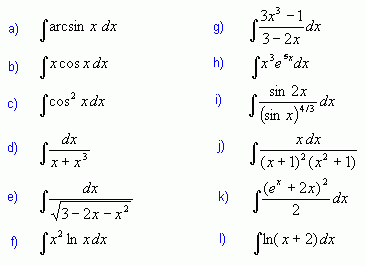 a) ∫ arcsin x dx
b) ∫ x cos x dx
c) ∫ cos² x dx
d) ∫ dx / (x + x³)
e) ∫ dx / √(3 − 2x − x²)
f) ∫ x² ln x dx
g) ∫ (3x³ − 1) / (3 − 2x) dx
h) ∫ x³ e⁵ˣ dx
i) ∫ sin 2x / (sin x)^(4/3) dx
j) ∫ x dx / ((x + 1)² (x² + 1))
k) ∫ (eˣ + 2x)² / 2 dx
l) ∫ ln( x + 2) dx